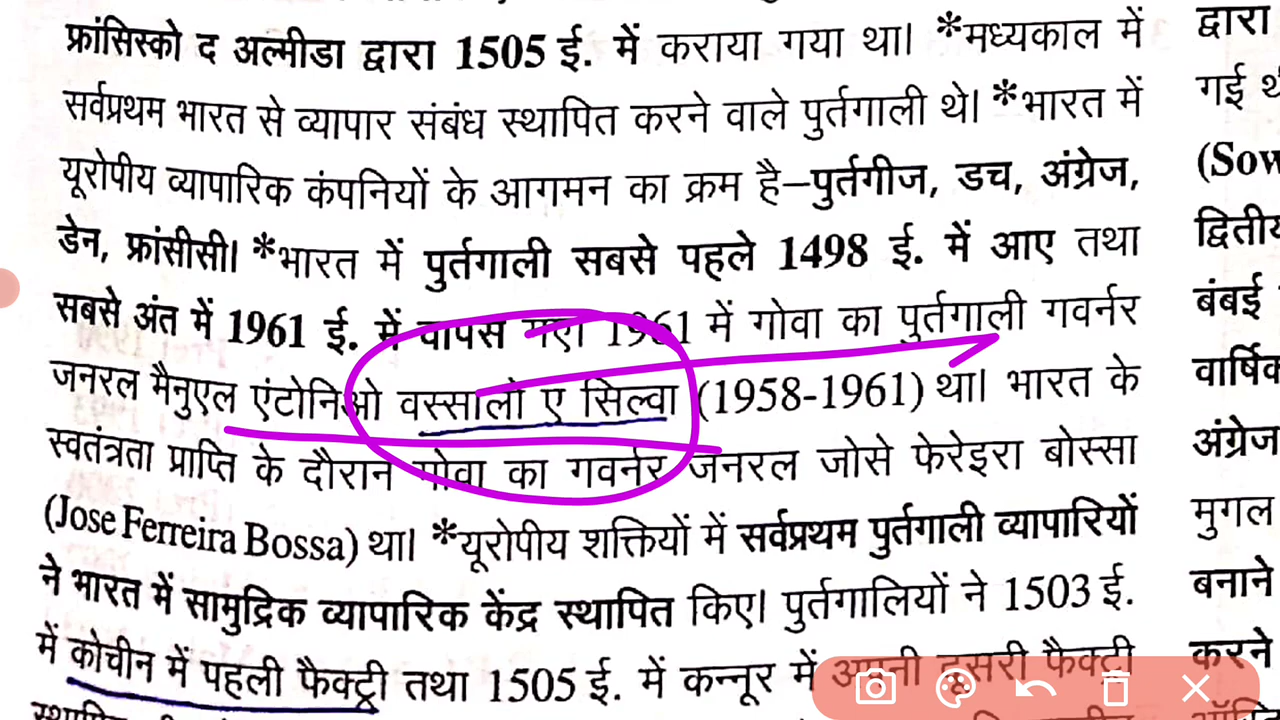 फ्रांसिस्को द अल्मीडा द्वारा 1505 ई. में कराया गया था। *मध्यकाल में
सर्वप्रथम भारत से व्यापार संबंध स्थापित करने वाले पुर्तगाली थे। *भारत में
यूरोपीय व्यापारिक कंपनियों के आगमन का क्रम है–पुर्तगीज, डच, अंग्रेज,
डेन, फ्रांसीसी। *भारत में पुर्तगाली सबसे पहले 1498 ई. में आए तथा
सबसे अंत में 1961 ई. में वापस गए। 1961 में गोवा का पुर्तगाली गवर्नर
जनरल मैनुएल एंटोनिओ वस्सालो ए सिल्वा (1958-1961) था। भारत के
स्वतंत्रता प्राप्ति के दौरान गोवा का गवर्नर जनरल जोसे फेरेइरा बोस्सा
(Jose Ferreira Bossa) था। *यूरोपीय शक्तियों में सर्वप्रथम पुर्तगाली व्यापारियों
ने भारत में सामुद्रिक व्यापारिक केंद्र स्थापित किए। पुर्तगालियों ने 1503 ई.
में कोचीन में पहली फैक्ट्री तथा 1505 ई. में कन्नूर में अपनी दूसरी फैक्ट्री
द्वारा
गई
(Sow
द्वितीय
बंबई
वार्षिक
अंग्रेज
मुगल
बनाने
करने